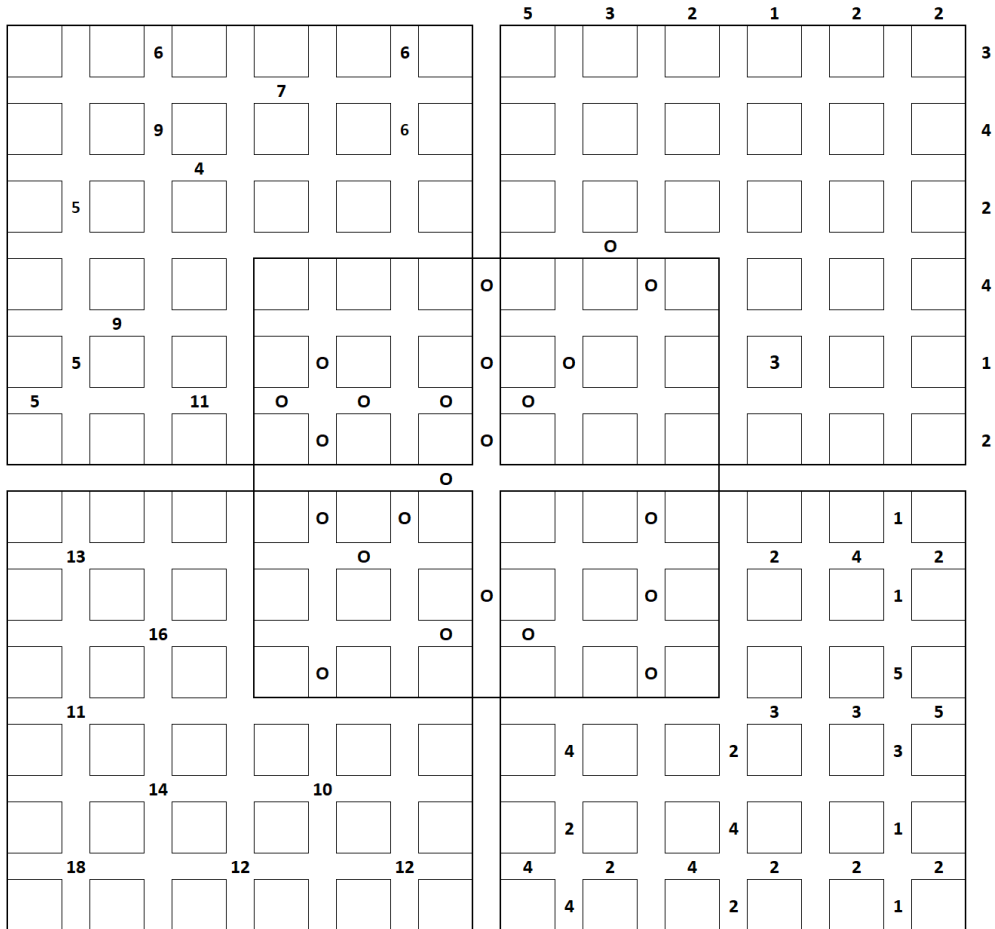 5 3 2 1 2 2
6 6 3
7
9 6 4
4
5 2
O
O O 4
9
5 O O O 3 1
5 11 O O O O
O O 2
O
O O O 1
13 O 2 4 2
O O 1
16 O O
O O 5
11 3 3 5
4 2 3
14 10
2 4 1
18 12 12 4 2 4 2 2 2
4 2 1